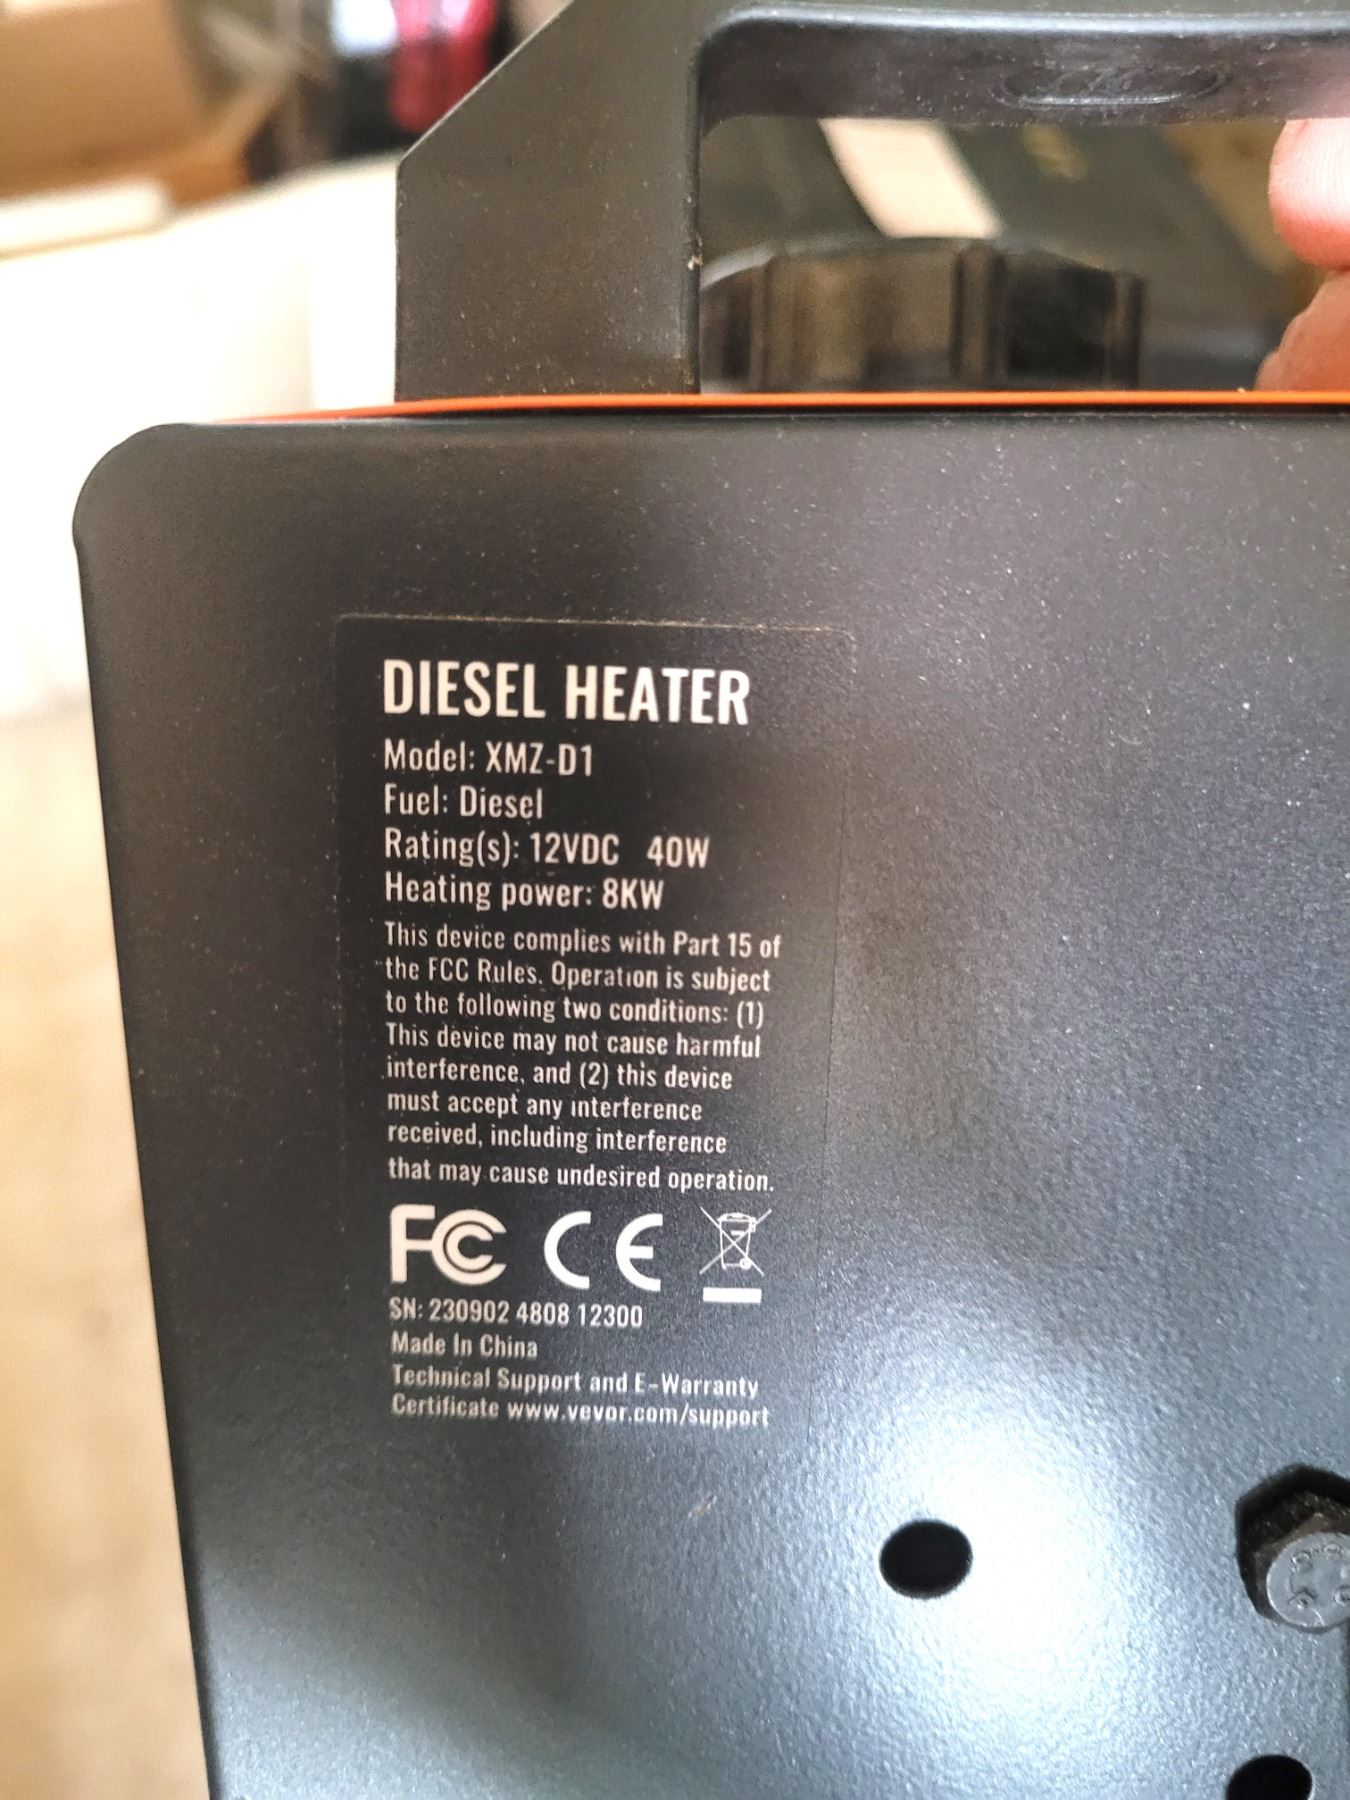 DIESEL HEATER
Model: XMZ-D1
Fuel: Diesel
Rating(s): 12VDC 40W
Heating power: 8KW
This device complies with Part 15 of
the FCC Rules. Operation is subject
to the following two conditions: (1)
This device may not cause harmful
interference, and (2) this device
must accept any interference
received, including interference
that may cause undesired operation.
FC CE
SN: 230902 4808 12300
Made In China
Technical Support and E-Warranty
Certificate www.vevor.com/support